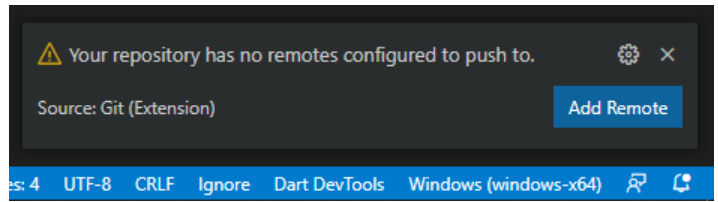 Your repository has no remotes configured to push to.
Source: Git (Extension)
Add Remote
es: 4 UTF-8 CRLF Ignore Dart DevTools Windows (windows-x64)